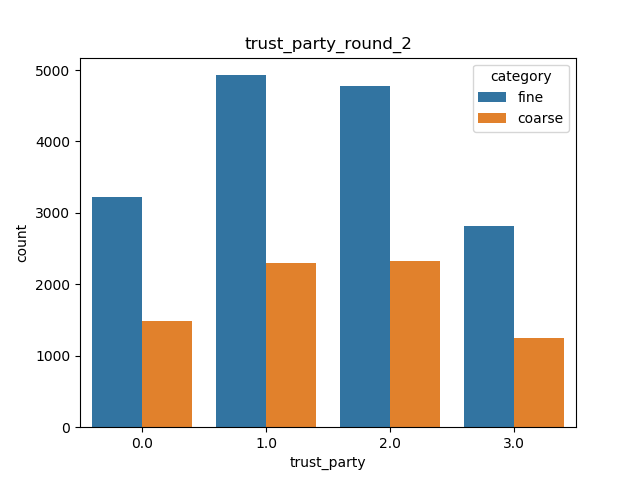 trust_party_round_2
category
fine
coarse
5000
4000
3000
2000
1000
0
count
0.0 1.0 2.0 3.0
trust_party